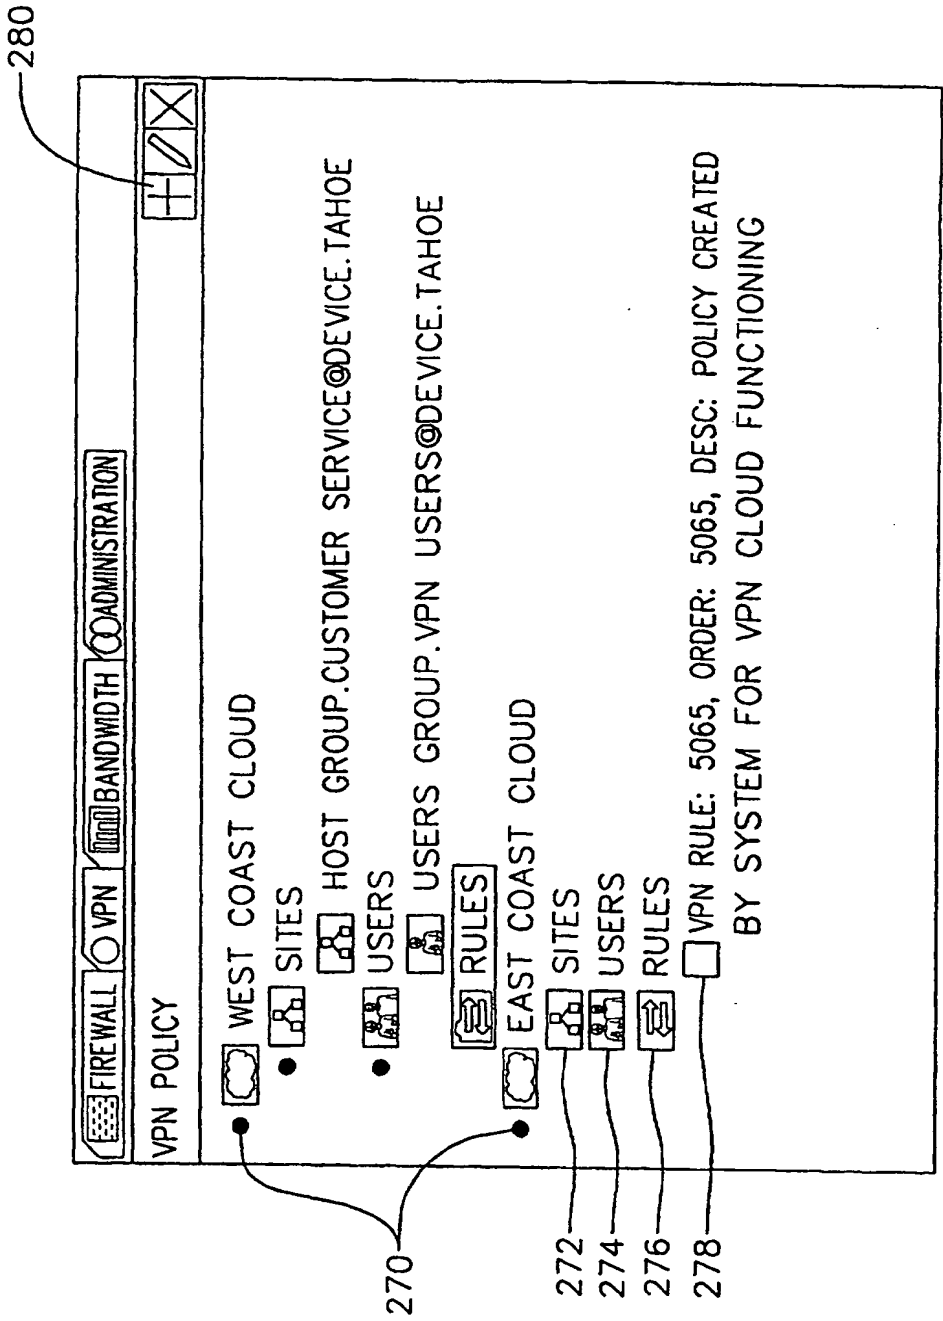 280
FIREWALL VPN BANDWIDTH ADMINISTRATION
VPN POLICY
WEST COAST CLOUD
SITES
HOST GROUP.CUSTOMER SERVICE@DEVICE.TAHOE
USERS
USERS GROUP.VPN USERS@DEVICE.TAHOE
RULES
EAST COAST CLOUD
SITES
USERS
RULES
VPN RULE: 5065, ORDER: 5065, DESC: POLICY CREATED
BY SYSTEM FOR VPN CLOUD FUNCTIONING
270
272
274
276
278